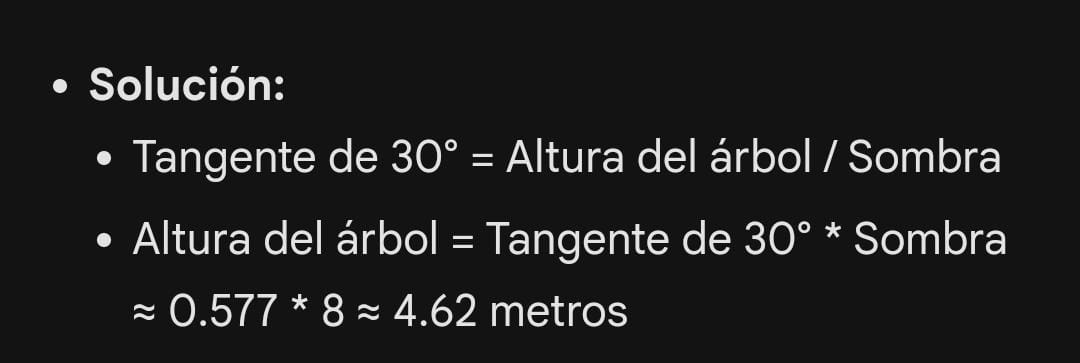 • Solución:
• Tangente de 30° = Altura del árbol / Sombra
• Altura del árbol = Tangente de 30° * Sombra
≈ 0.577 * 8 ≈ 4.62 metros